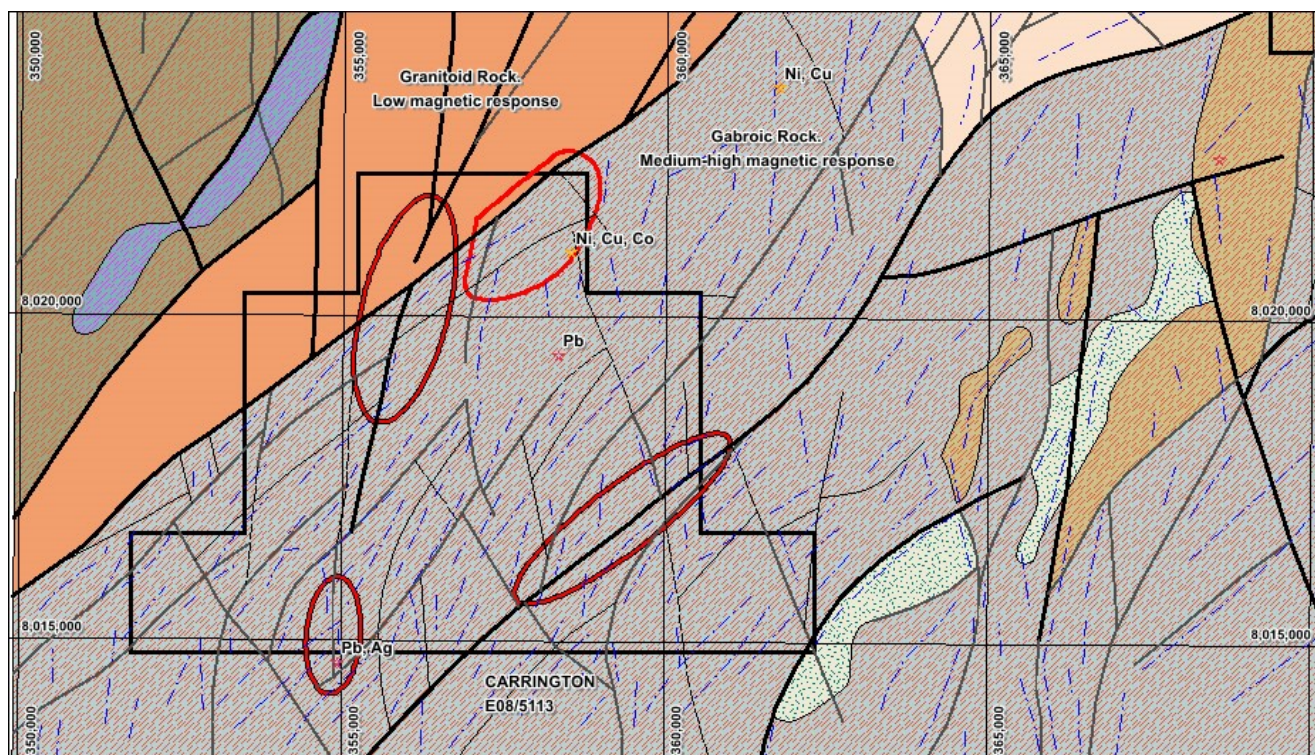 350,000
355,000
360,000
365,000
Granitoid Rock.
Low magnetic response
Ni, Cu
Gabroic Rock.
Medium-high magnetic response
Ni, Cu, Co
8,020,000
8,020,000
Pb
8,015,000
8,015,000
Pb, Ag
CARRINGTON
E08/5113
350,000
355,000
360,000
365,000